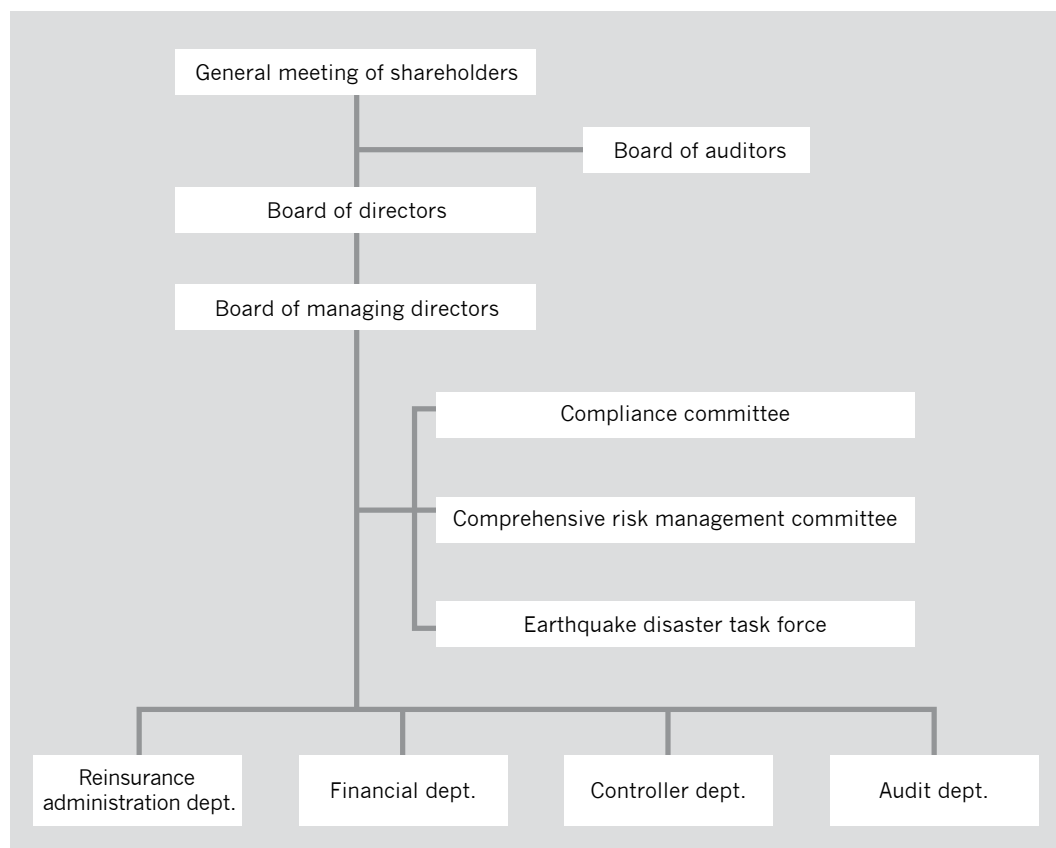 General meeting of shareholders
Board of auditors
Board of directors
Board of managing directors
Compliance committee
Comprehensive risk management committee
Earthquake disaster task force
Reinsurance
administration dept.
Financial dept.
Controller dept.
Audit dept.